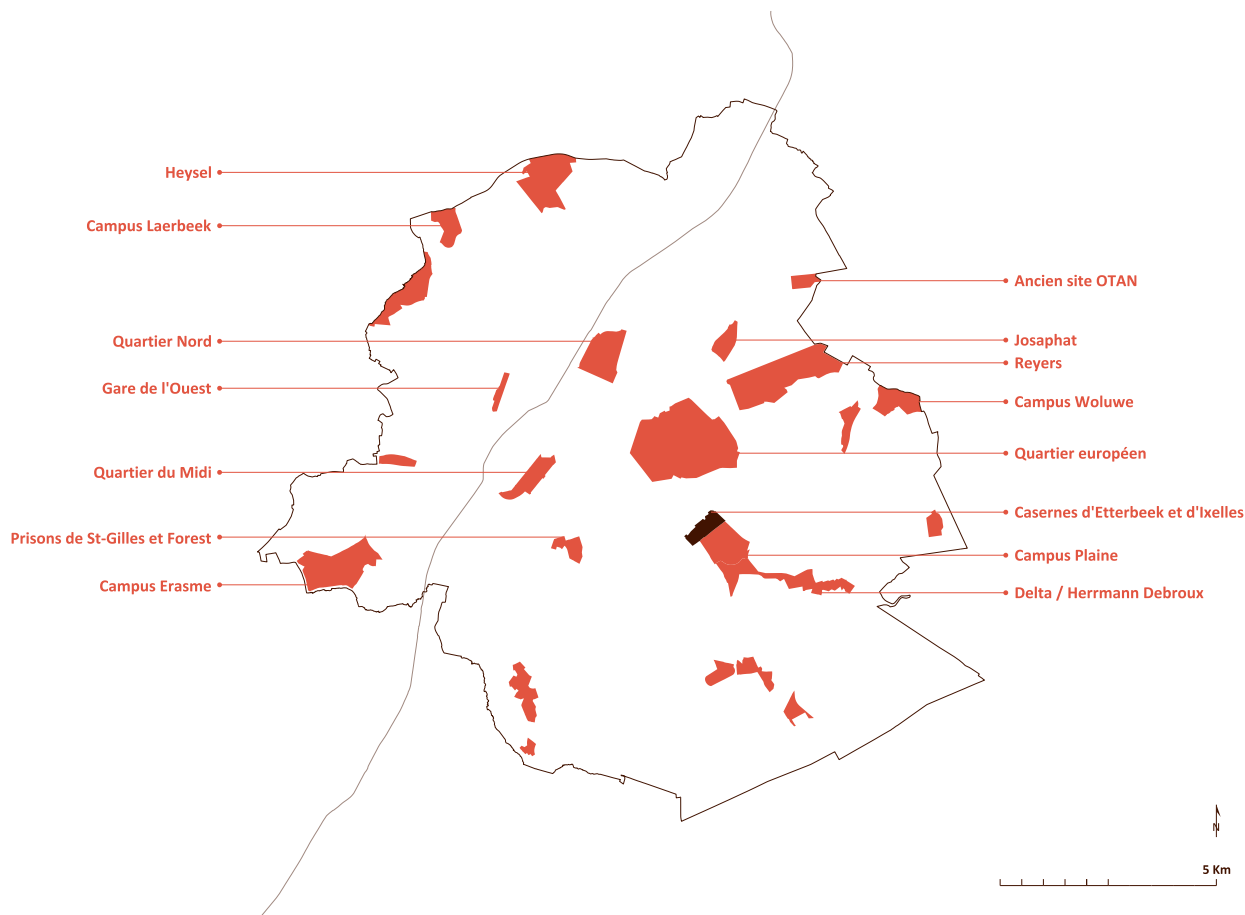 Heysel
Campus Laerbeek
Quartier Nord
Gare de l'Ouest
Quartier du Midi
Prisons de St-Gilles et Forest
Campus Erasme
Ancien site OTAN
Josaphat
Reyers
Campus Woluwe
Quartier européen
Casernes d'Etterbeek et d'Ixelles
Campus Plaine
Delta / Herrmann Debroux
N
5 Km